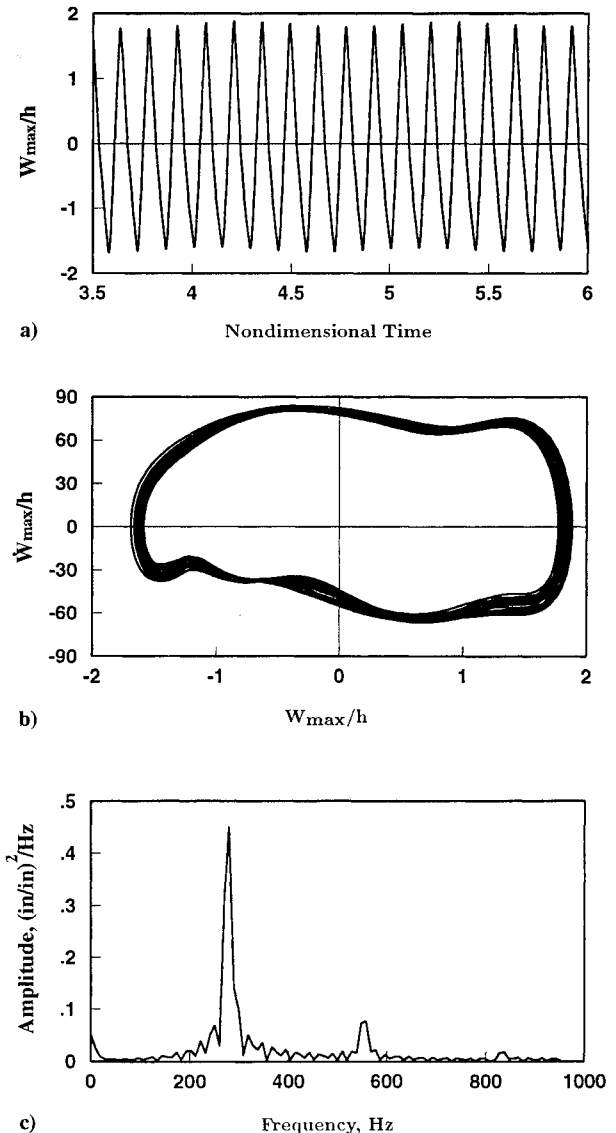 2
1
0
-1
-2
Wmax/h
3.5 4 4.5 5 5.5 6
a) Nondimensional Time
90
60
30
0
-30
-60
-90
Ẇmax/h
-2 -1 0 1 2
b) Wmax/h
.5
.4
.3
.2
.1
0
Amplitude, (in/in)²/Hz
0 200 400 600 800 1000
c) Frequency, Hz